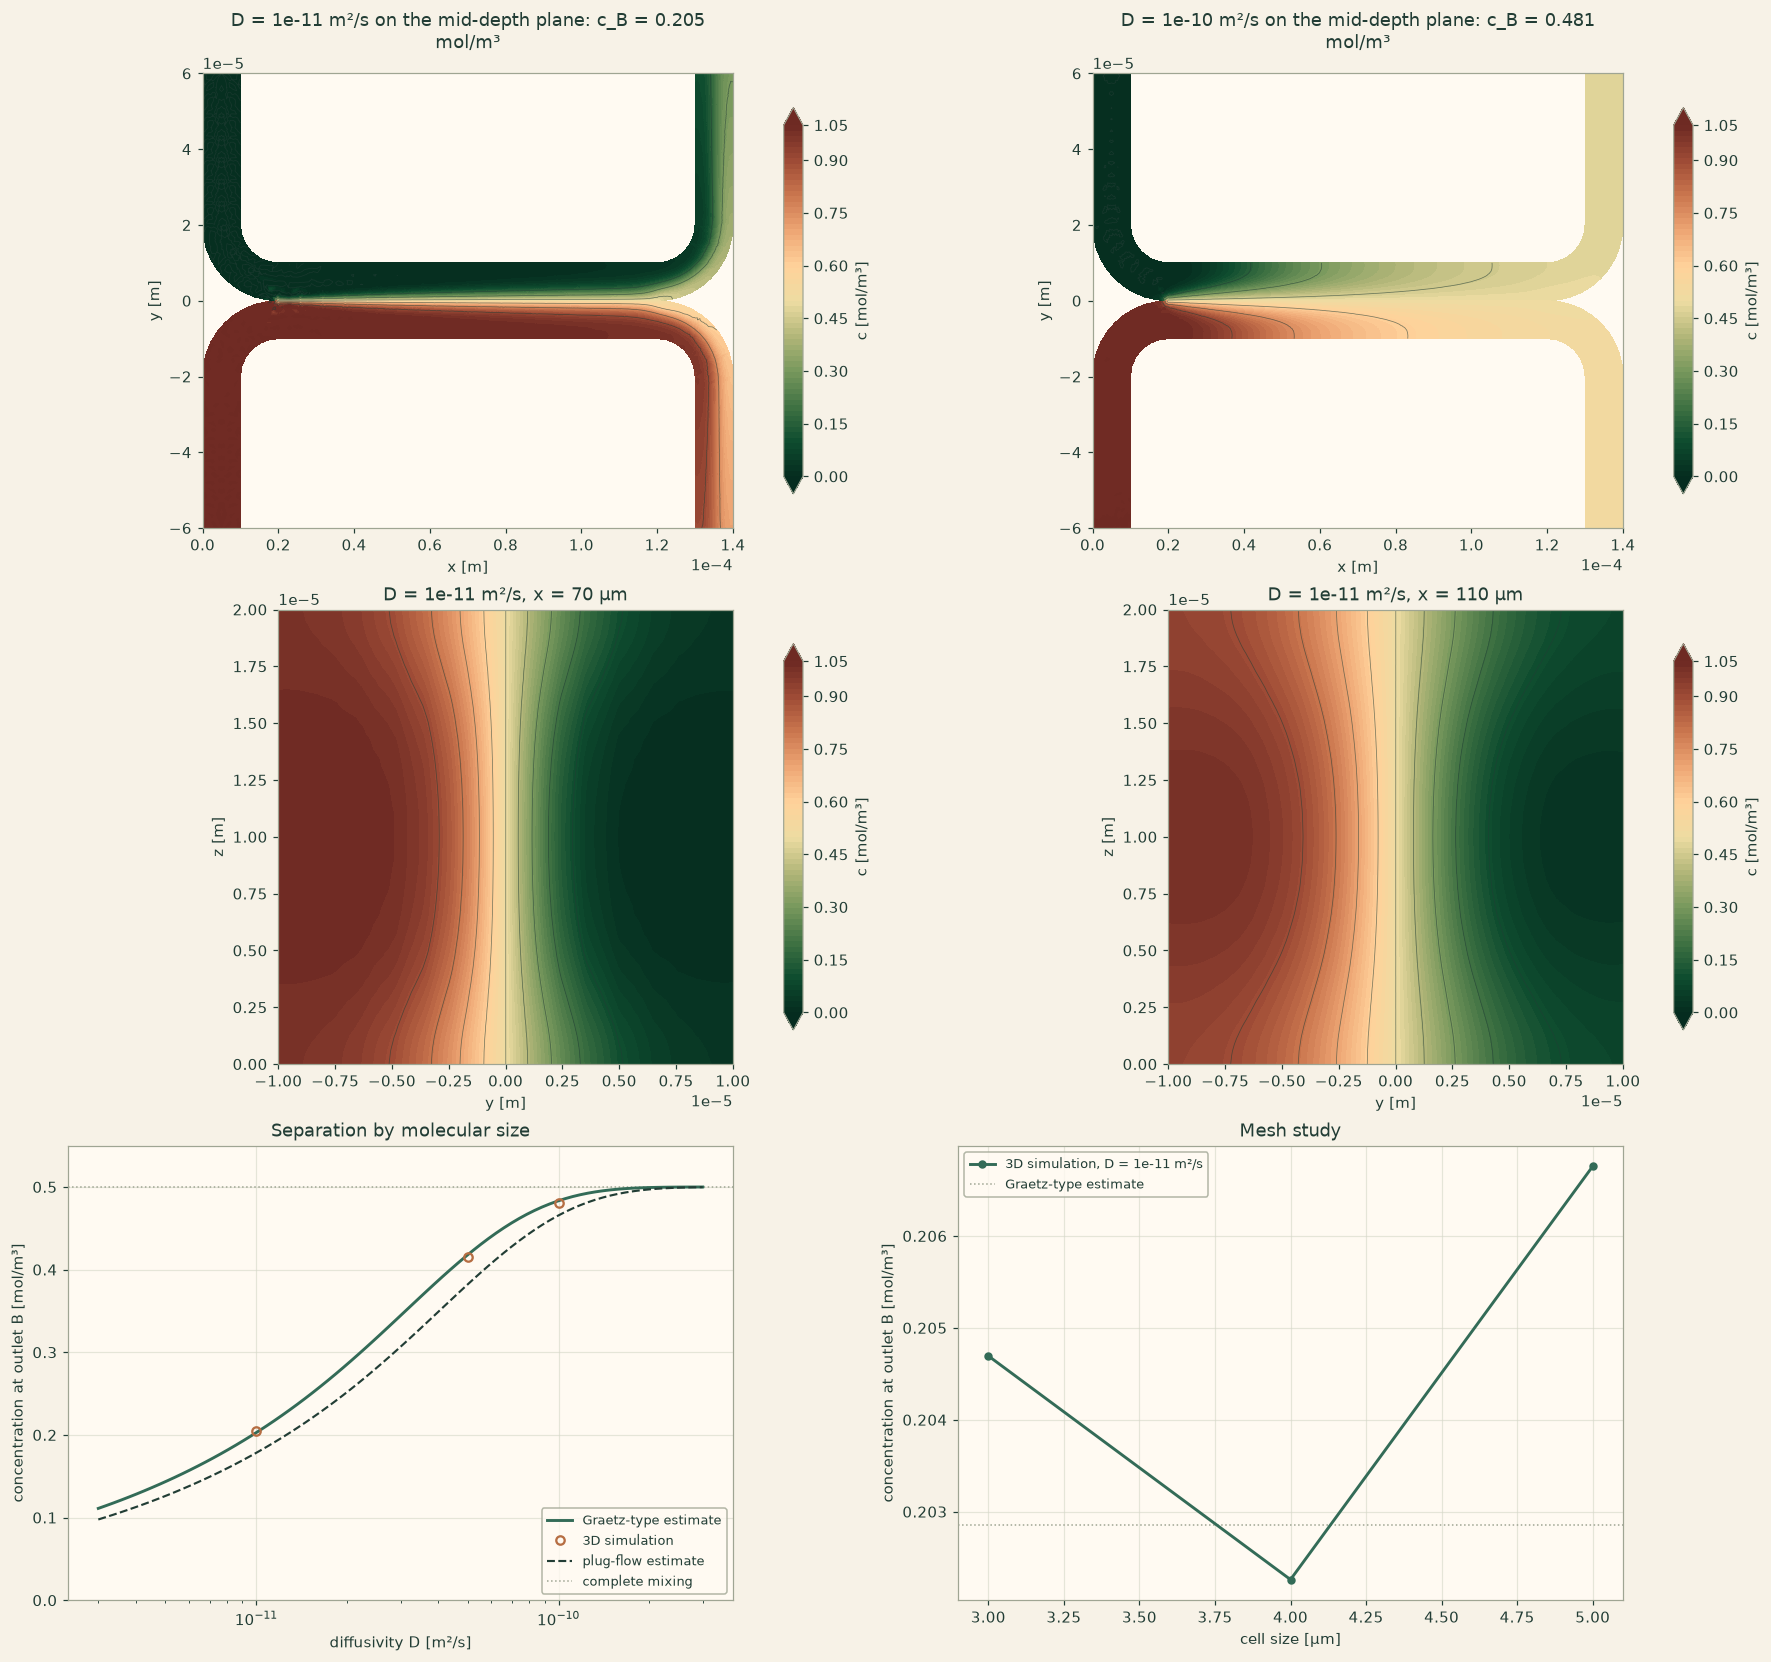 D = 1e-11 m²/s on the mid-depth plane: c_B = 0.205
mol/m³
1e−5
6
4
2
0
−2
−4
−6
y [m]
0.0 0.2 0.4 0.6 0.8 1.0 1.2 1.4
1e−4
x [m]
1.05
0.90
0.75
0.60
0.45
0.30
0.15
0.00
c [mol/m³]
D = 1e-10 m²/s on the mid-depth plane: c_B = 0.481
mol/m³
1e−5
6
4
2
0
−2
−4
−6
y [m]
0.0 0.2 0.4 0.6 0.8 1.0 1.2 1.4
1e−4
x [m]
1.05
0.90
0.75
0.60
0.45
0.30
0.15
0.00
c [mol/m³]
D = 1e-11 m²/s, x = 70 µm
1e−5
2.00
1.75
1.50
1.25
1.00
0.75
0.50
0.25
0.00
z [m]
−1.00 −0.75 −0.50 −0.25 0.00 0.25 0.50 0.75 1.00
1e−5
y [m]
1.05
0.90
0.75
0.60
0.45
0.30
0.15
0.00
c [mol/m³]
D = 1e-11 m²/s, x = 110 µm
1e−5
2.00
1.75
1.50
1.25
1.00
0.75
0.50
0.25
0.00
z [m]
−1.00 −0.75 −0.50 −0.25 0.00 0.25 0.50 0.75 1.00
1e−5
y [m]
1.05
0.90
0.75
0.60
0.45
0.30
0.15
0.00
c [mol/m³]
Separation by molecular size
0.5
0.4
0.3
0.2
0.1
0.0
concentration at outlet B [mol/m³]
Graetz-type estimate
3D simulation
plug-flow estimate
complete mixing
10⁻¹¹ 10⁻¹⁰
diffusivity D [m²/s]
Mesh study
3D simulation, D = 1e-11 m²/s
Graetz-type estimate
0.206
0.205
0.204
0.203
concentration at outlet B [mol/m³]
3.00 3.25 3.50 3.75 4.00 4.25 4.50 4.75 5.00
cell size [µm]